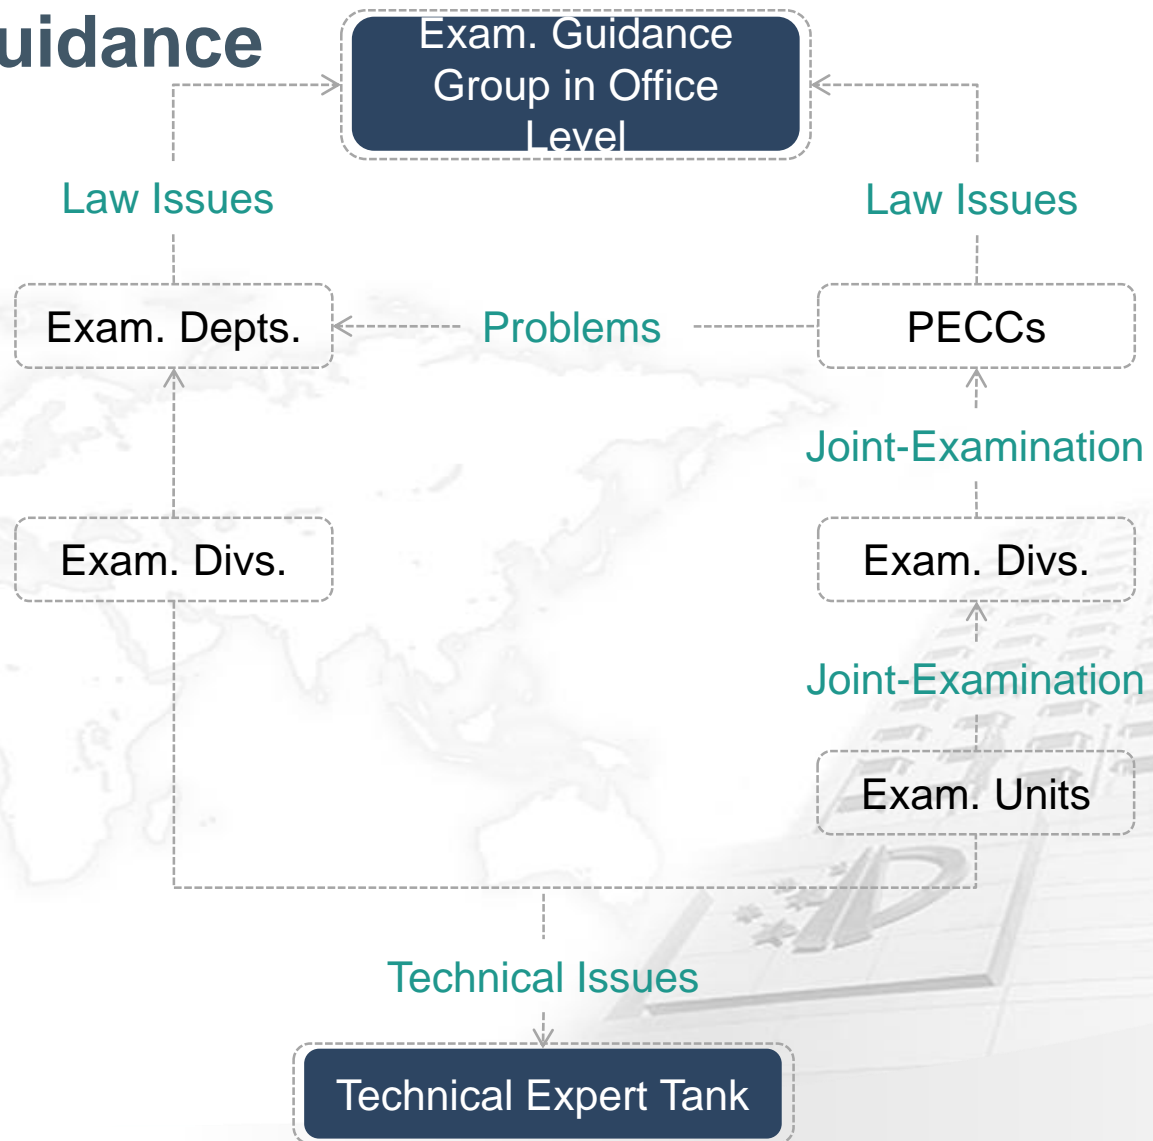 uidance
Exam. Guidance
Group in Office
Level
Law Issues
Law Issues
Exam. Depts.
Problems
PECCs
Joint-Examination
Exam. Divs.
Exam. Divs.
Joint-Examination
Exam. Units
Technical Issues
Technical Expert Tank